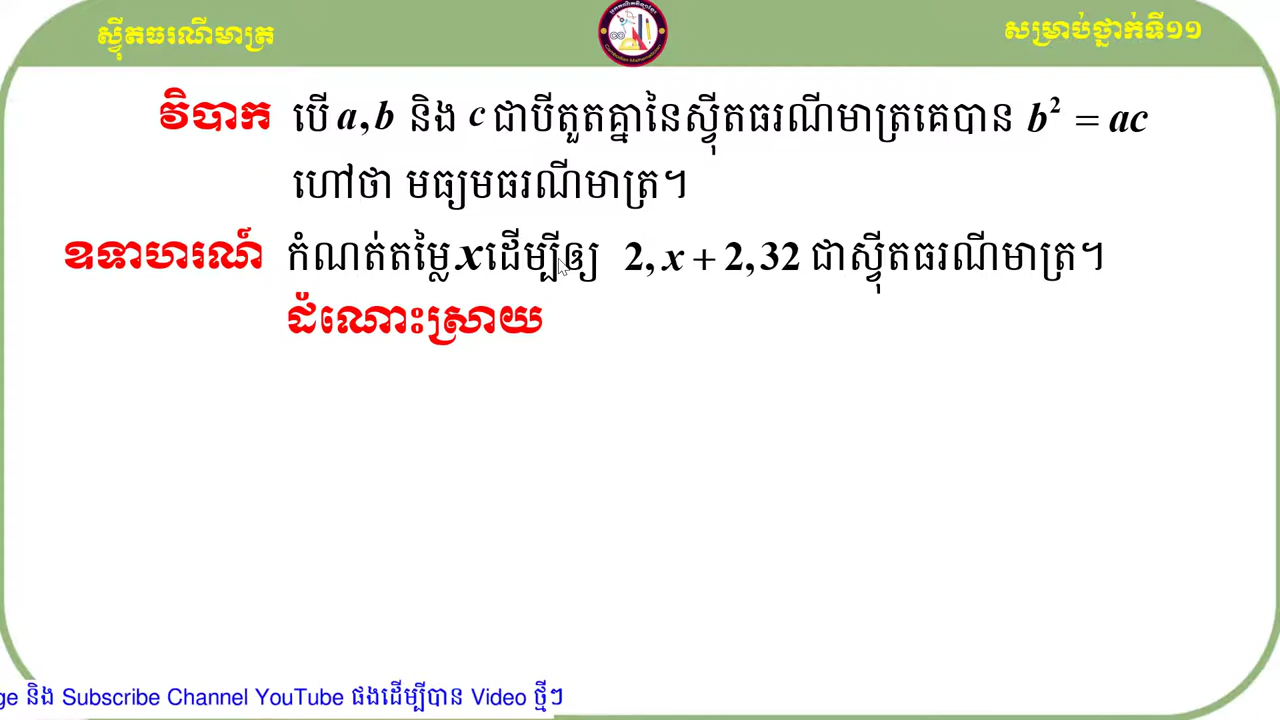 ស្វ៊ីតធរណីមាត្រ
សម្រាប់ថ្នាក់ទី១១
វិបាក បើ a, b និង c ជាបីតួតគ្នានៃស្វ៊ីតធរណីមាត្រគេបាន b² = ac
ហៅថា មធ្យមធរណីមាត្រ។
ឧទាហរណ៍ កំណត់តម្លៃ x ដើម្បីឲ្យ 2, x + 2, 32 ជាស្វ៊ីតធរណីមាត្រ។
ដំណោះស្រាយ
ge និង Subscribe Channel YouTube ផងដើម្បីបាន Video ថ្មីៗ